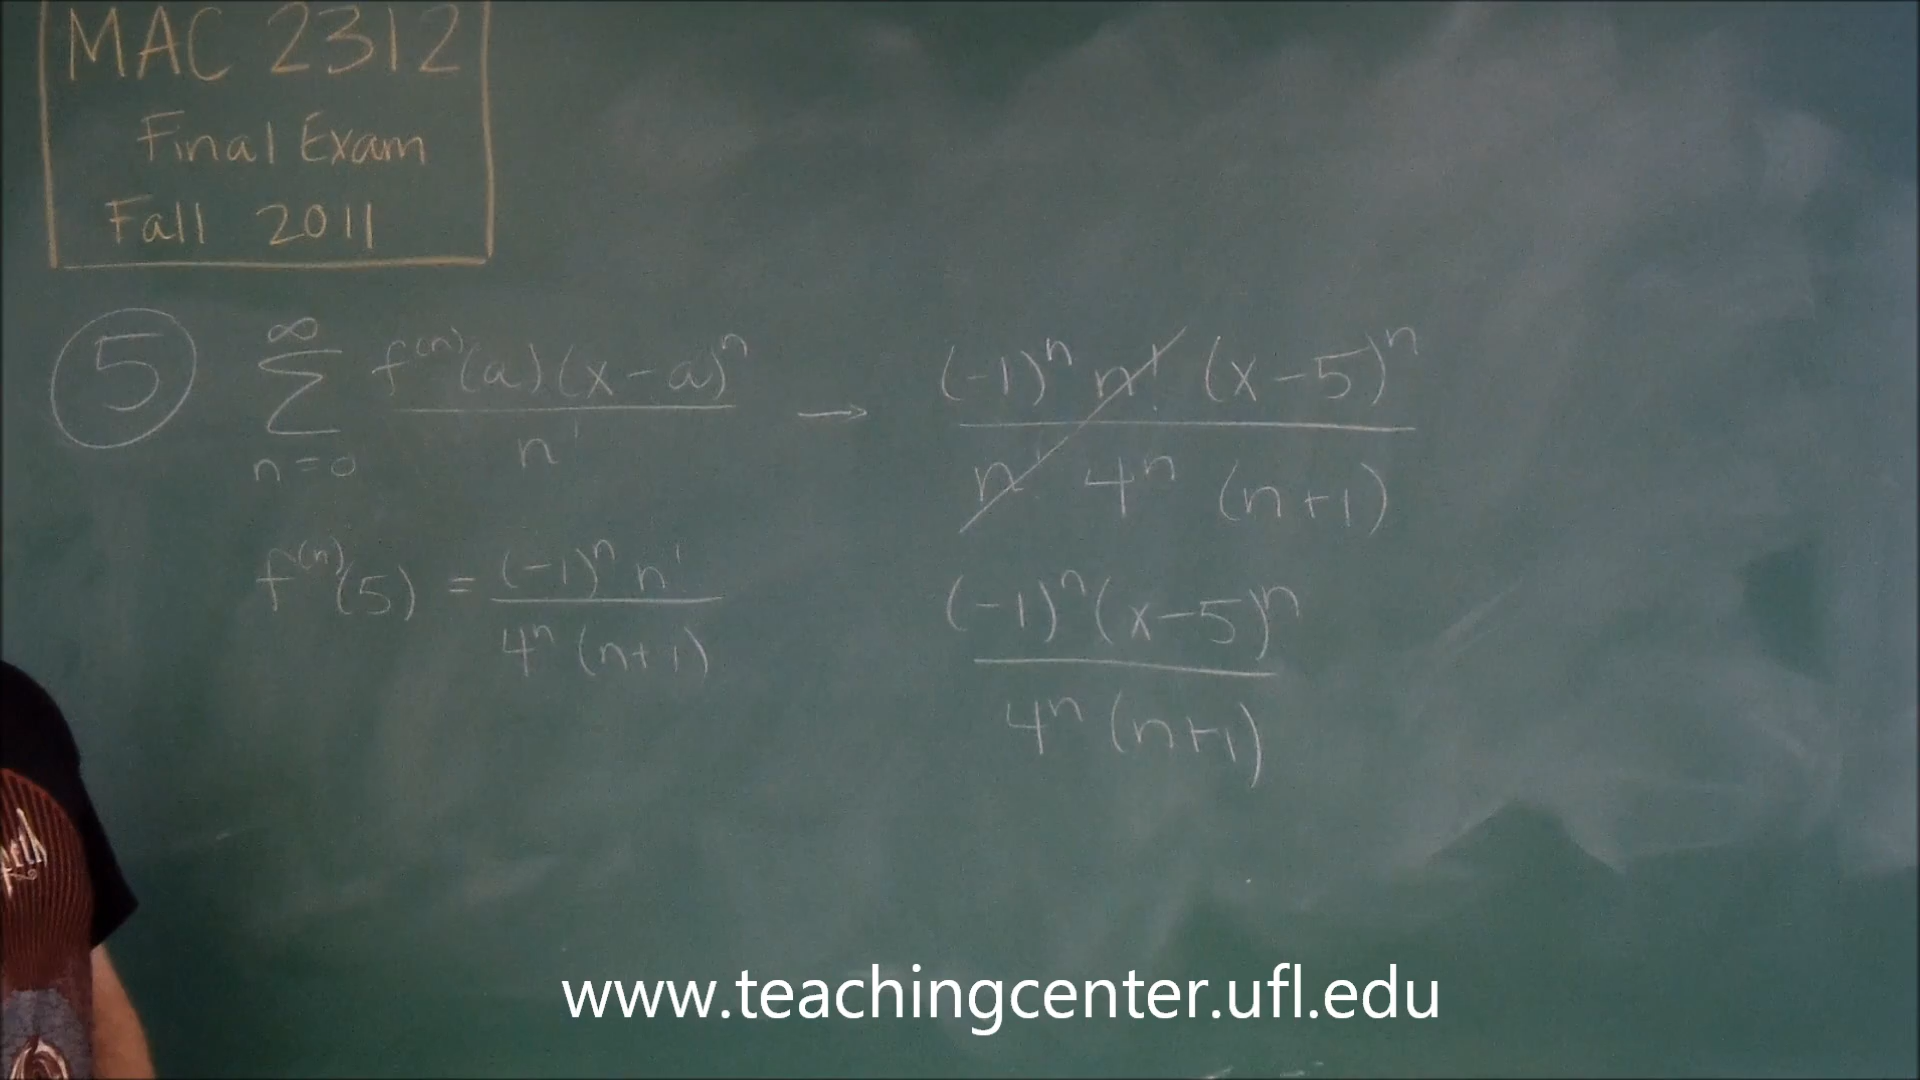 MAC 2312
Final Exam
Fall 2011
5
∞
Σ f⁽ⁿ⁾(a)(x-a)ⁿ / n! → (-1)ⁿ n! (x-5)ⁿ / n! 4ⁿ (n+1)
n=0
f⁽ⁿ⁾(5) = (-1)ⁿ n! / 4ⁿ (n+1)
(-1)ⁿ(x-5)ⁿ / 4ⁿ (n+1)
www.teachingcenter.ufl.edu